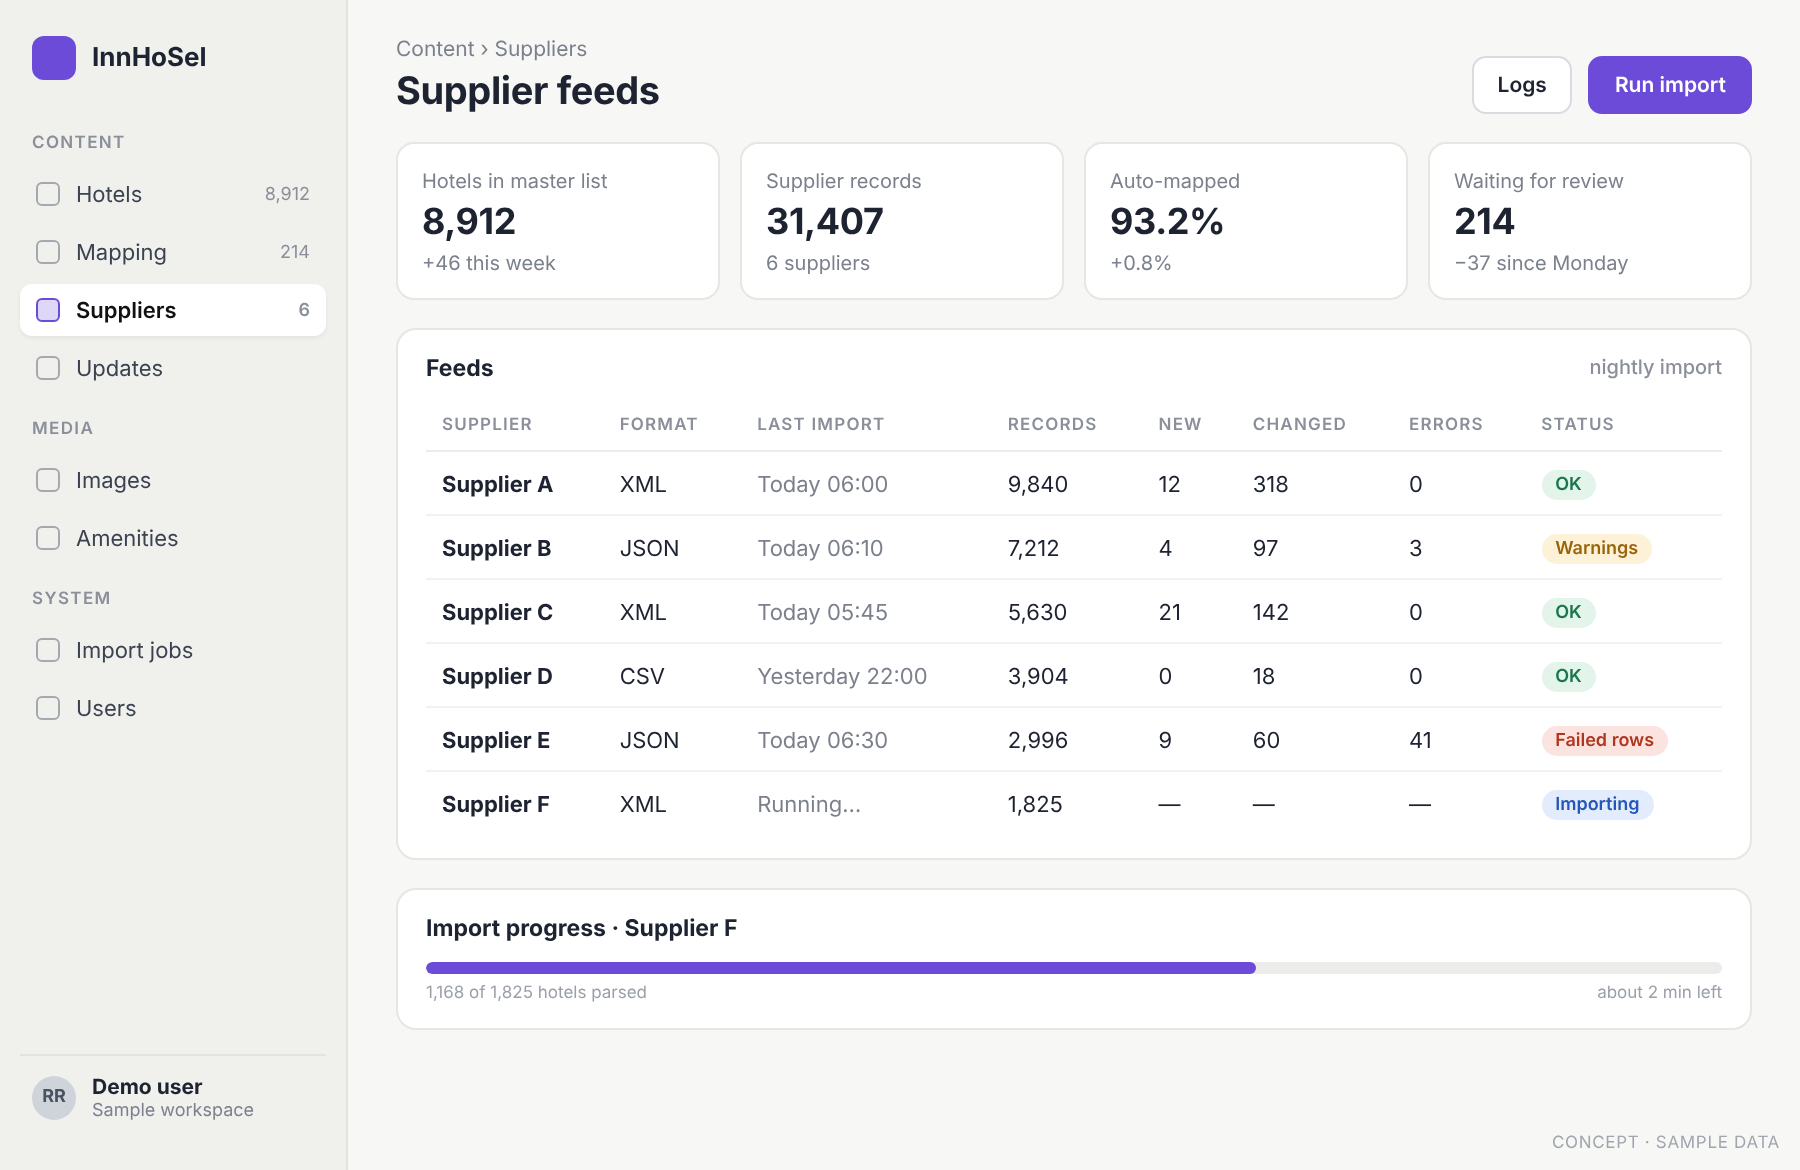 InnHoSel
CONTENT
Hotels 8,912
Mapping 214
Suppliers 6
Updates
MEDIA
Images
Amenities
SYSTEM
Import jobs
Users
RR
Demo user
Sample workspace
Content › Suppliers
Supplier feeds
Logs
Run import
Hotels in master list
8,912
+46 this week
Supplier records
31,407
6 suppliers
Auto-mapped
93.2%
+0.8%
Waiting for review
214
−37 since Monday
Feeds nightly import
SUPPLIER FORMAT LAST IMPORT RECORDS NEW CHANGED ERRORS STATUS
Supplier A XML Today 06:00 9,840 12 318 0 OK
Supplier B JSON Today 06:10 7,212 4 97 3 Warnings
Supplier C XML Today 05:45 5,630 21 142 0 OK
Supplier D CSV Yesterday 22:00 3,904 0 18 0 OK
Supplier E JSON Today 06:30 2,996 9 60 41 Failed rows
Supplier F XML Running… 1,825 — — — Importing
Import progress · Supplier F
1,168 of 1,825 hotels parsed about 2 min left
CONCEPT · SAMPLE DATA